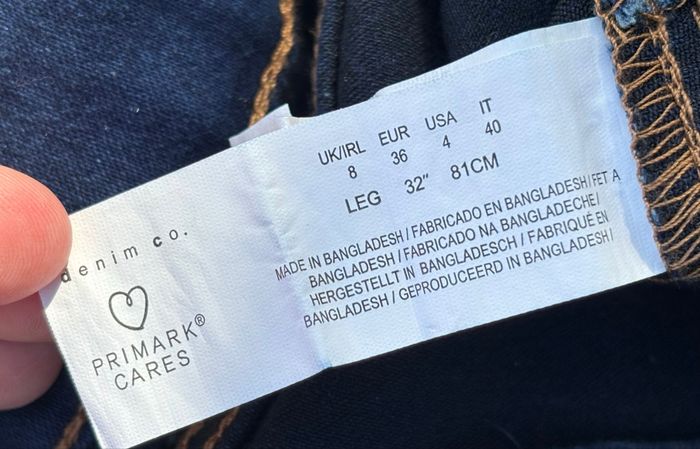 denim co.
PRIMARK®
CARES
UK/IRL EUR USA IT
8 36 4 40
LEG 32" 81CM
MADE IN BANGLADESH / FABRICADO EN BANGLADESH / FET A
BANGLADESH / FABRICADO NA BANGLADECHE /
HERGESTELLT IN BANGLADESCH / FABRIQUÉ EN
BANGLADESH / GEPRODUCEERD IN BANGLADESH /